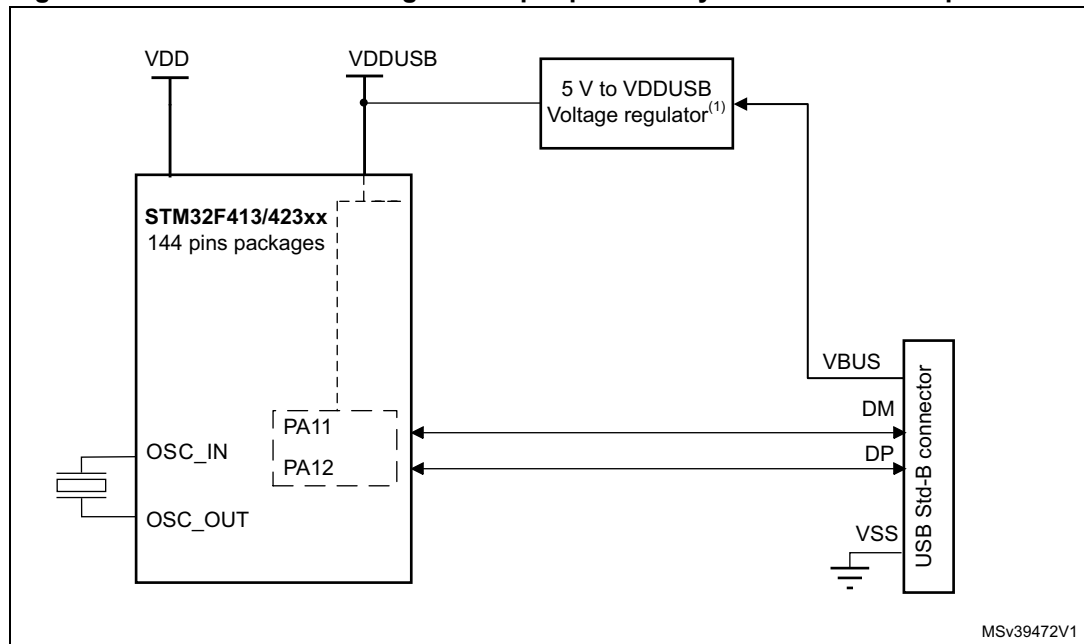 VDD
VDDUSB
5 V to VDDUSB
Voltage regulator(1)
STM32F413/423xx
144 pins packages
VBUS
DM
PA11
DP
OSC_IN
PA12
OSC_OUT
VSS
USB Std-B connector
MSv39472V1